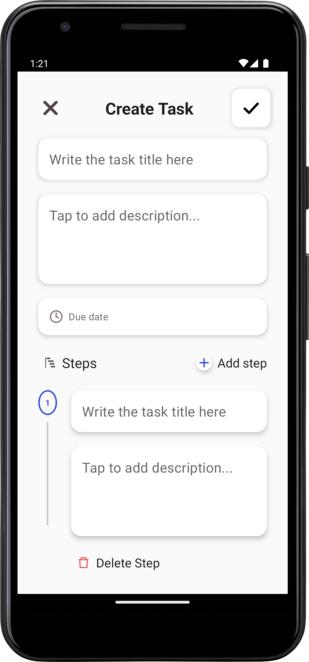 1:21
Create Task
Write the task title here
Tap to add description...
Due date
Steps
Add step
1
Write the task title here
Tap to add description...
Delete Step